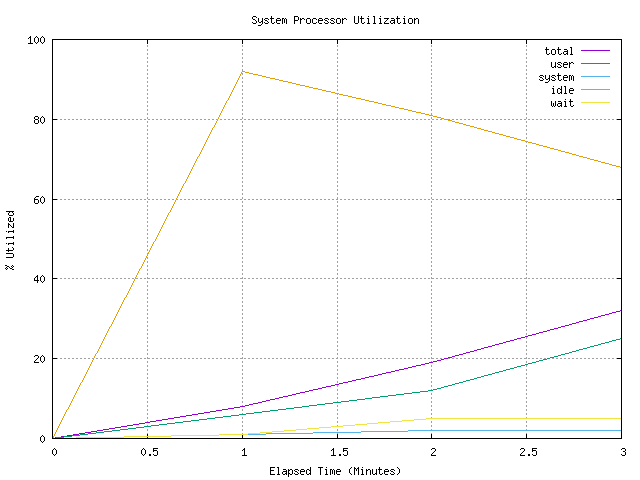 System Processor Utilization
100
80
60
40
20
0
% Utilized
total
user
system
idle
wait
0 0.5 1 1.5 2 2.5 3
Elapsed Time (Minutes)